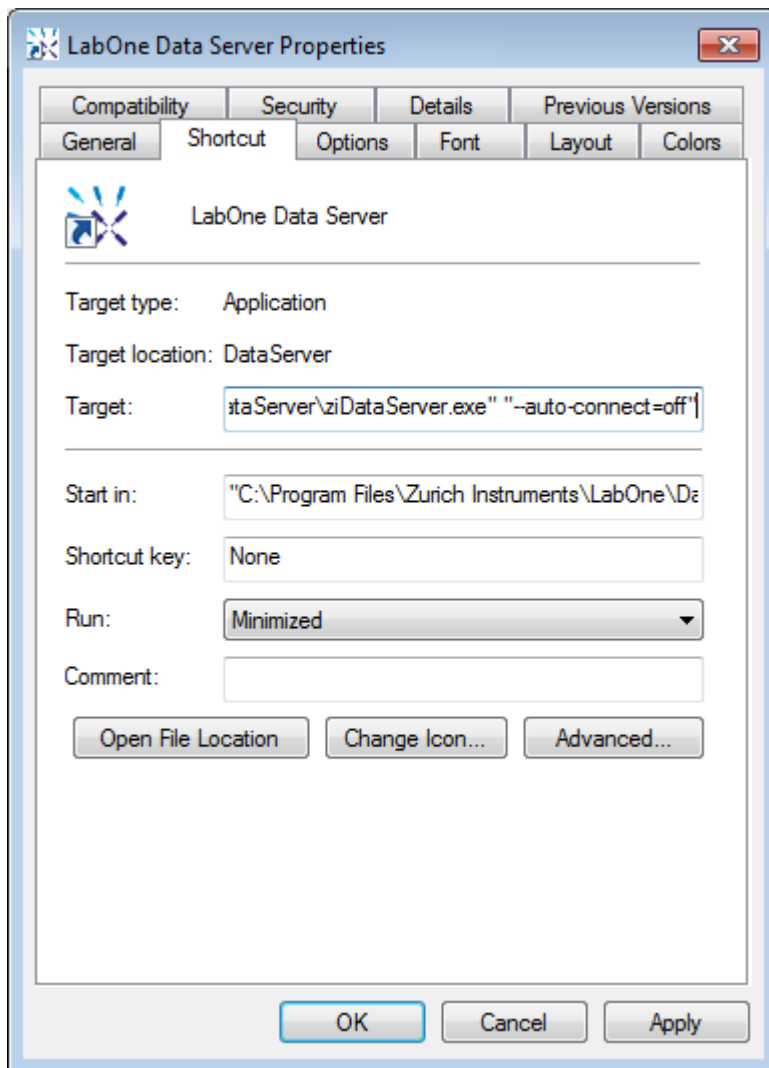 LabOne Data Server Properties
Compatibility Security Details Previous Versions
General Shortcut Options Font Layout Colors
LabOne Data Server
Target type: Application
Target location: DataServer
Target: ataServer\ziDataServer.exe" "--auto-connect=off"
Start in: "C:\Program Files\Zurich Instruments\LabOne\Da
Shortcut key: None
Run: Minimized
Comment:
Open File Location Change Icon... Advanced...
OK Cancel Apply